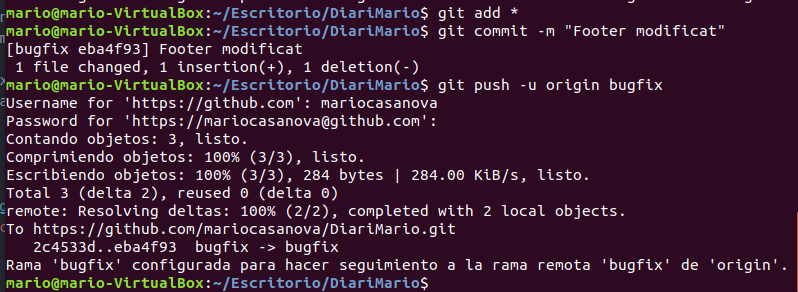 mario@mario-VirtualBox:~/Escritorio/DiariMario$ git add *
mario@mario-VirtualBox:~/Escritorio/DiariMario$ git commit -m "Footer modificat"
[bugfix eba4f93] Footer modificat
 1 file changed, 1 insertion(+), 1 deletion(-)
mario@mario-VirtualBox:~/Escritorio/DiariMario$ git push -u origin bugfix
Username for 'https://github.com': mariocasanova
Password for 'https://mariocasanova@github.com':
Contando objetos: 3, listo.
Comprimiendo objetos: 100% (3/3), listo.
Escribiendo objetos: 100% (3/3), 284 bytes | 284.00 KiB/s, listo.
Total 3 (delta 2), reused 0 (delta 0)
remote: Resolving deltas: 100% (2/2), completed with 2 local objects.
To https://github.com/mariocasanova/DiariMario.git
   2c4533d..eba4f93  bugfix -> bugfix
Rama 'bugfix' configurada para hacer seguimiento a la rama remota 'bugfix' de 'origin'.
mario@mario-VirtualBox:~/Escritorio/DiariMario$